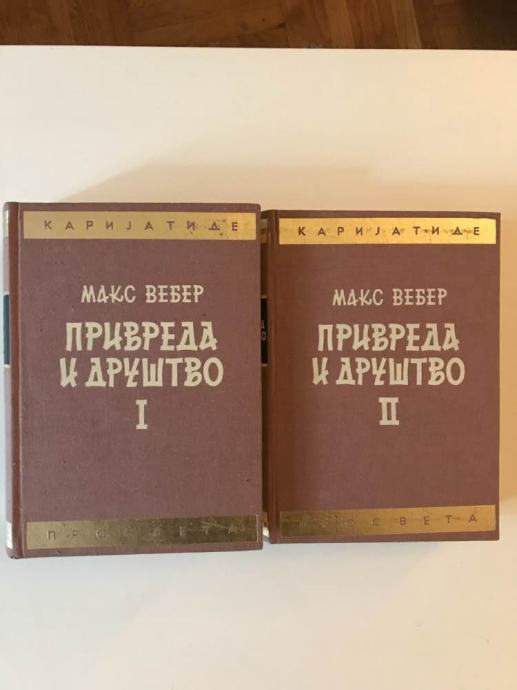 КАРИЈАТИДЕ
МАКС ВЕБЕР
ПРИВРЕДА
И ДРУШТВО
I
ПРОСВЕТА
КАРИЈАТИДЕ
МАКС ВЕБЕР
ПРИВРЕДА
И ДРУШТВО
II
ПРОСВЕТА